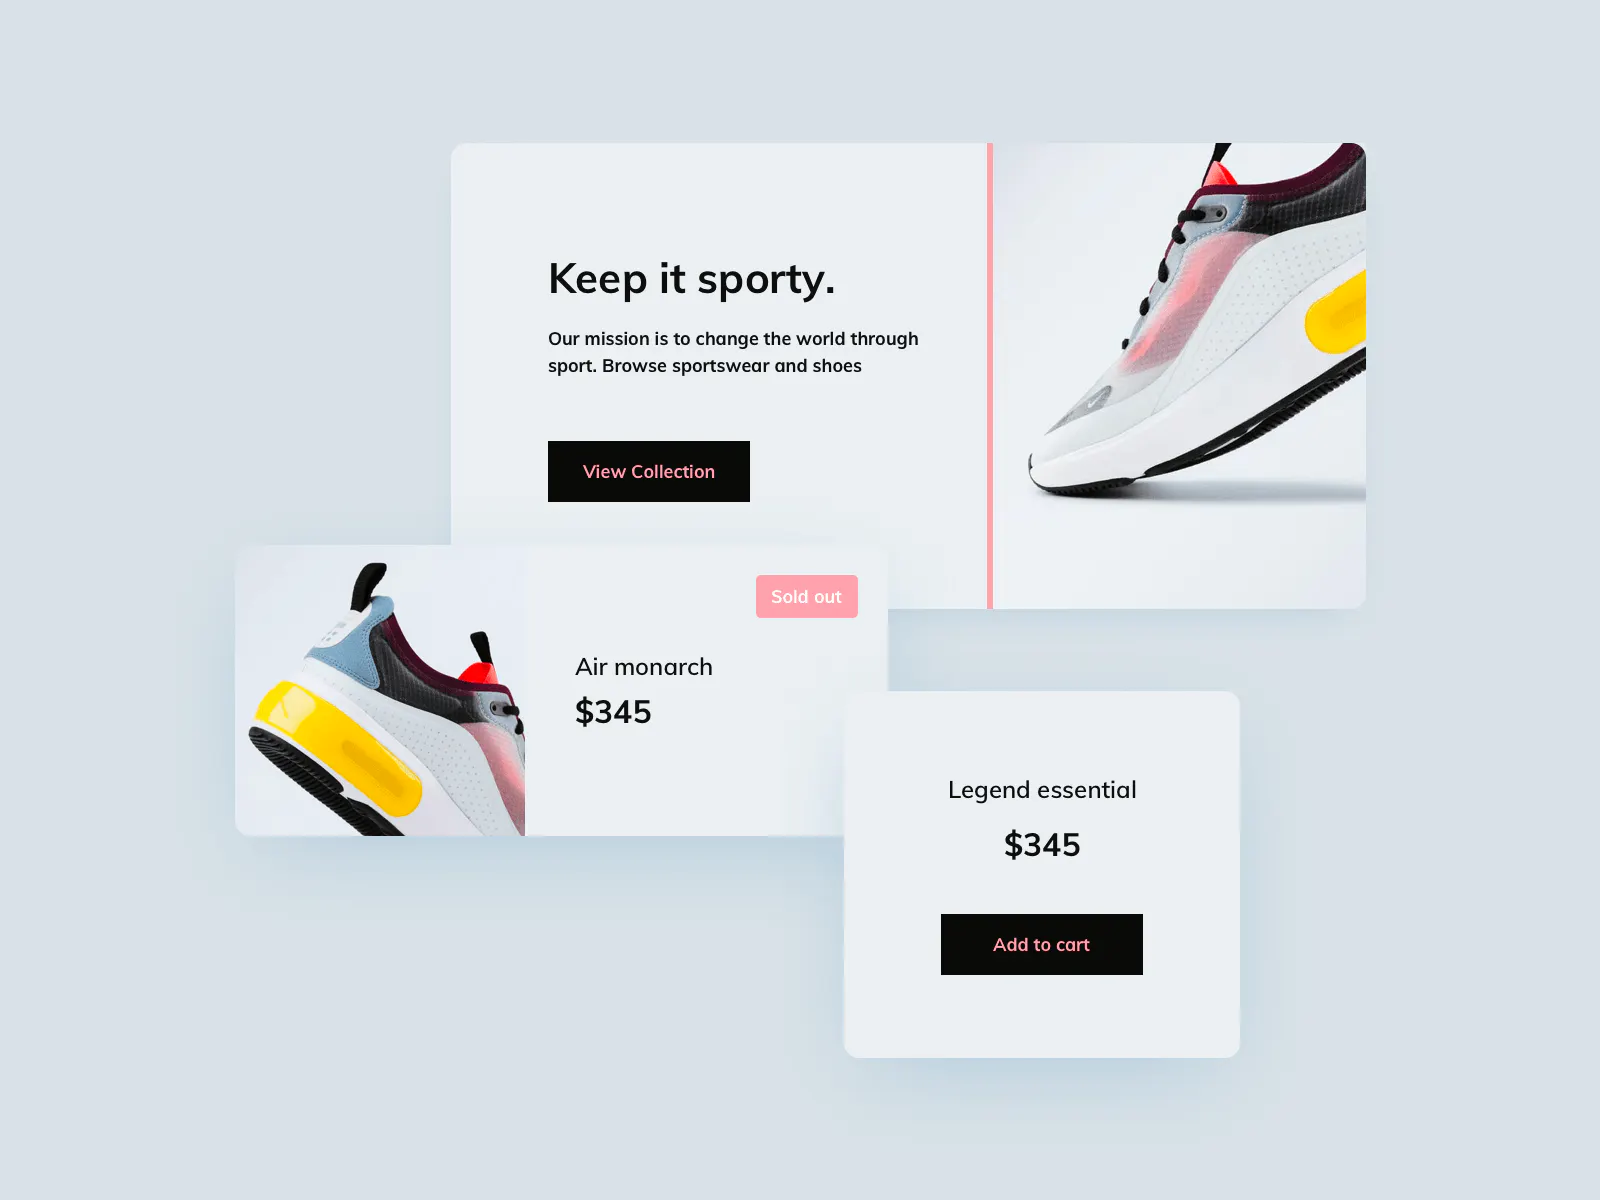 Keep it sporty.
Our mission is to change the world through
sport. Browse sportswear and shoes
View Collection
Sold out
Air monarch
$345
Legend essential
$345
Add to cart